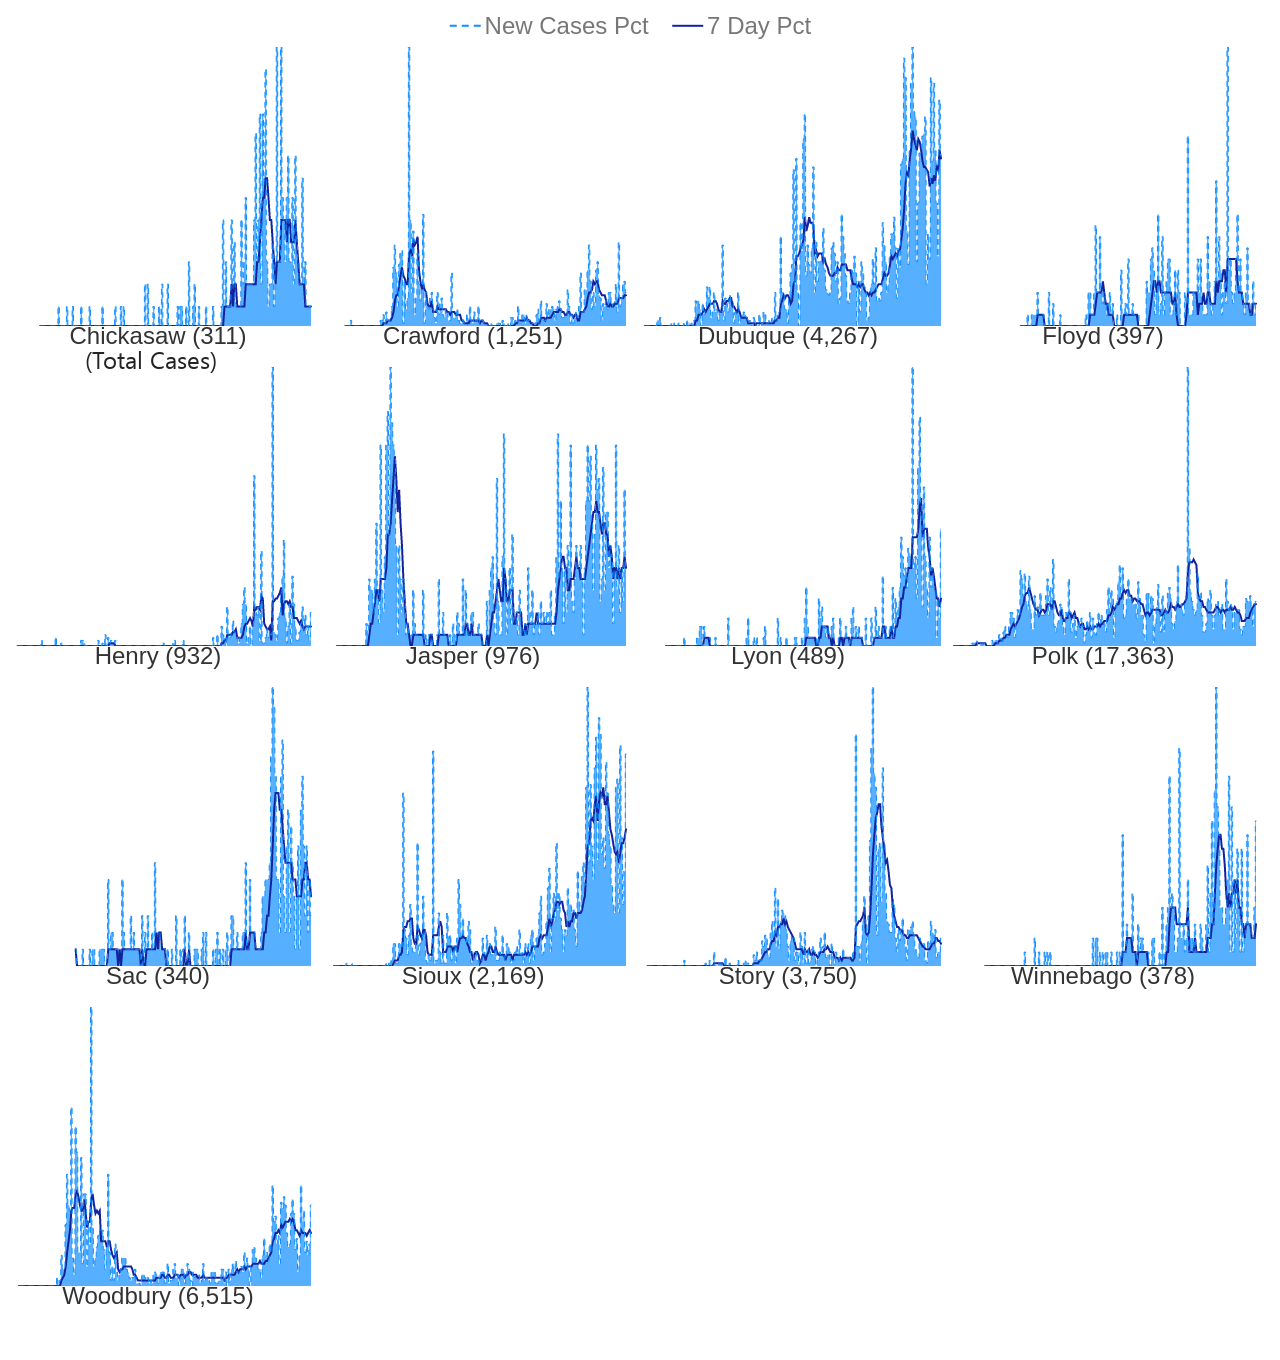 New Cases Pct 7 Day Pct
Chickasaw (311) Crawford (1,251) Dubuque (4,267) Floyd (397)
(Total Cases)
Henry (932) Jasper (976) Lyon (489) Polk (17,363)
Sac (340) Sioux (2,169) Story (3,750) Winnebago (378)
Woodbury (6,515)